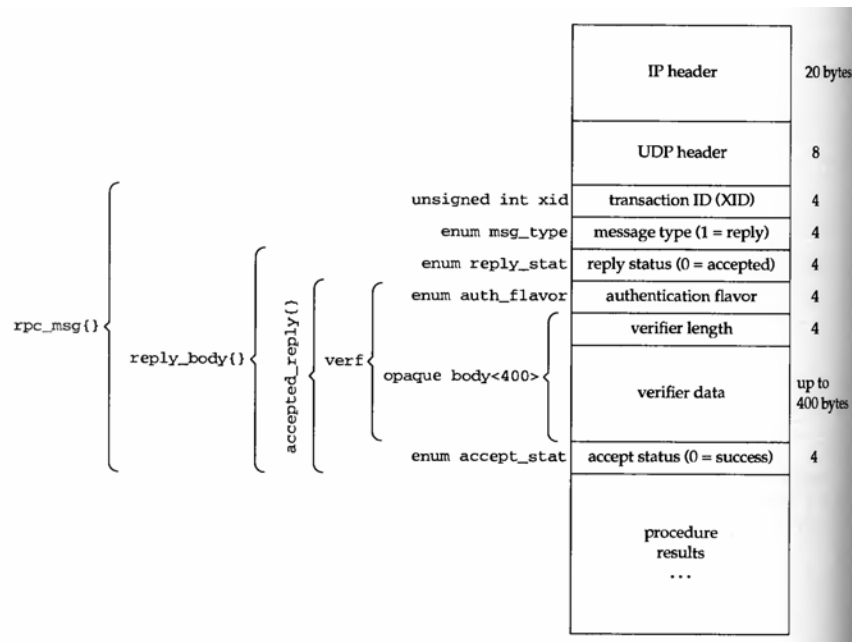 IP header 20 bytes
UDP header 8
unsigned int xid transaction ID (XID) 4
enum msg_type message type (1 = reply) 4
enum reply_stat reply status (0 = accepted) 4
enum auth_flavor authentication flavor 4
rpc_msg{}
reply_body{}
accepted_reply{}
verf
verifier length 4
opaque body<400>
verifier data up to
400 bytes
enum accept_stat accept status (0 = success) 4
procedure
results
...